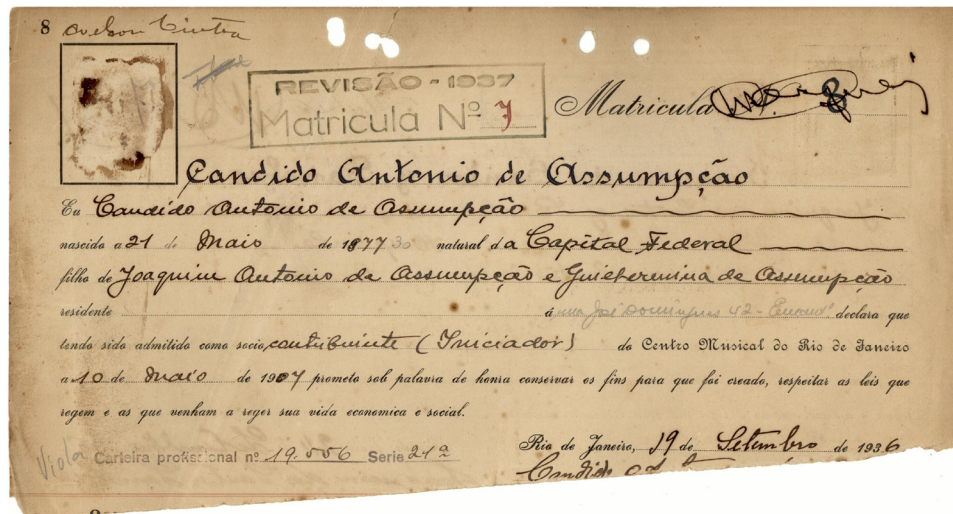 8
REVISÃO - 1937
Matricula Nº 7
Matricula 8
Candido Antonio de Assumpção
Eu Candido Antonio de Assumpção
nascido a 21 de Maio de 1877 natural da Capital Federal
filho de Joaquim Antonio de Assumpção e Guilhermina de Assumpção
residente á rua José Domingues 42 - declara que
tendo sido admitido como socio, contribuinte (Iniciador) do Centro Musical do Rio de Janeiro
a 10 de Maio de 1907 prometo sob palavra de honra conservar os fins para que foi creado, respeitar as leis que
regem e as que venham a reger sua vida economica e social.
Rio de Janeiro, 19 de Setembro de 1936
Viola Carteira profissional nº 19.556 Serie 21ª
Candido